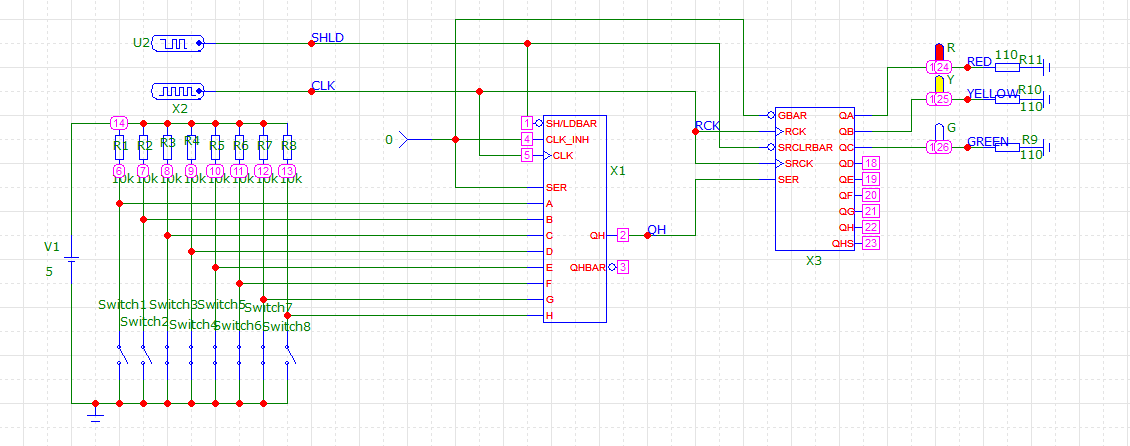 U2
SHLD
CLK
X2
R
RED
110
R11
1
24
Y
YELLOW
R10
110
1
25
G
GREEN
R9
110
1
26
14
R1
R2
R3
R4
R5
R6
R7
R8
6
7
8
9
10
11
12
13
10k
10k
10k
10k
10k
10k
10k
10k
0
1
SH/LDBAR
4
CLK_INH
5
CLK
X1
SER
A
B
C
D
E
F
G
H
QH
2
QH
QHBAR
3
RCK
GBAR
RCK
SRCLRBAR
SRCK
SER
QA
QB
QC
QD
18
QE
19
QF
20
QG
21
QH
22
QHS
23
X3
V1
5
Switch1
Switch3
Switch5
Switch7
Switch2
Switch4
Switch6
Switch8